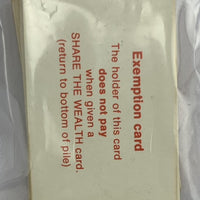 Exemption card
The holder of this card
does not pay
when given a
SHARE THE WEALTH card.
(return to bottom of pile)